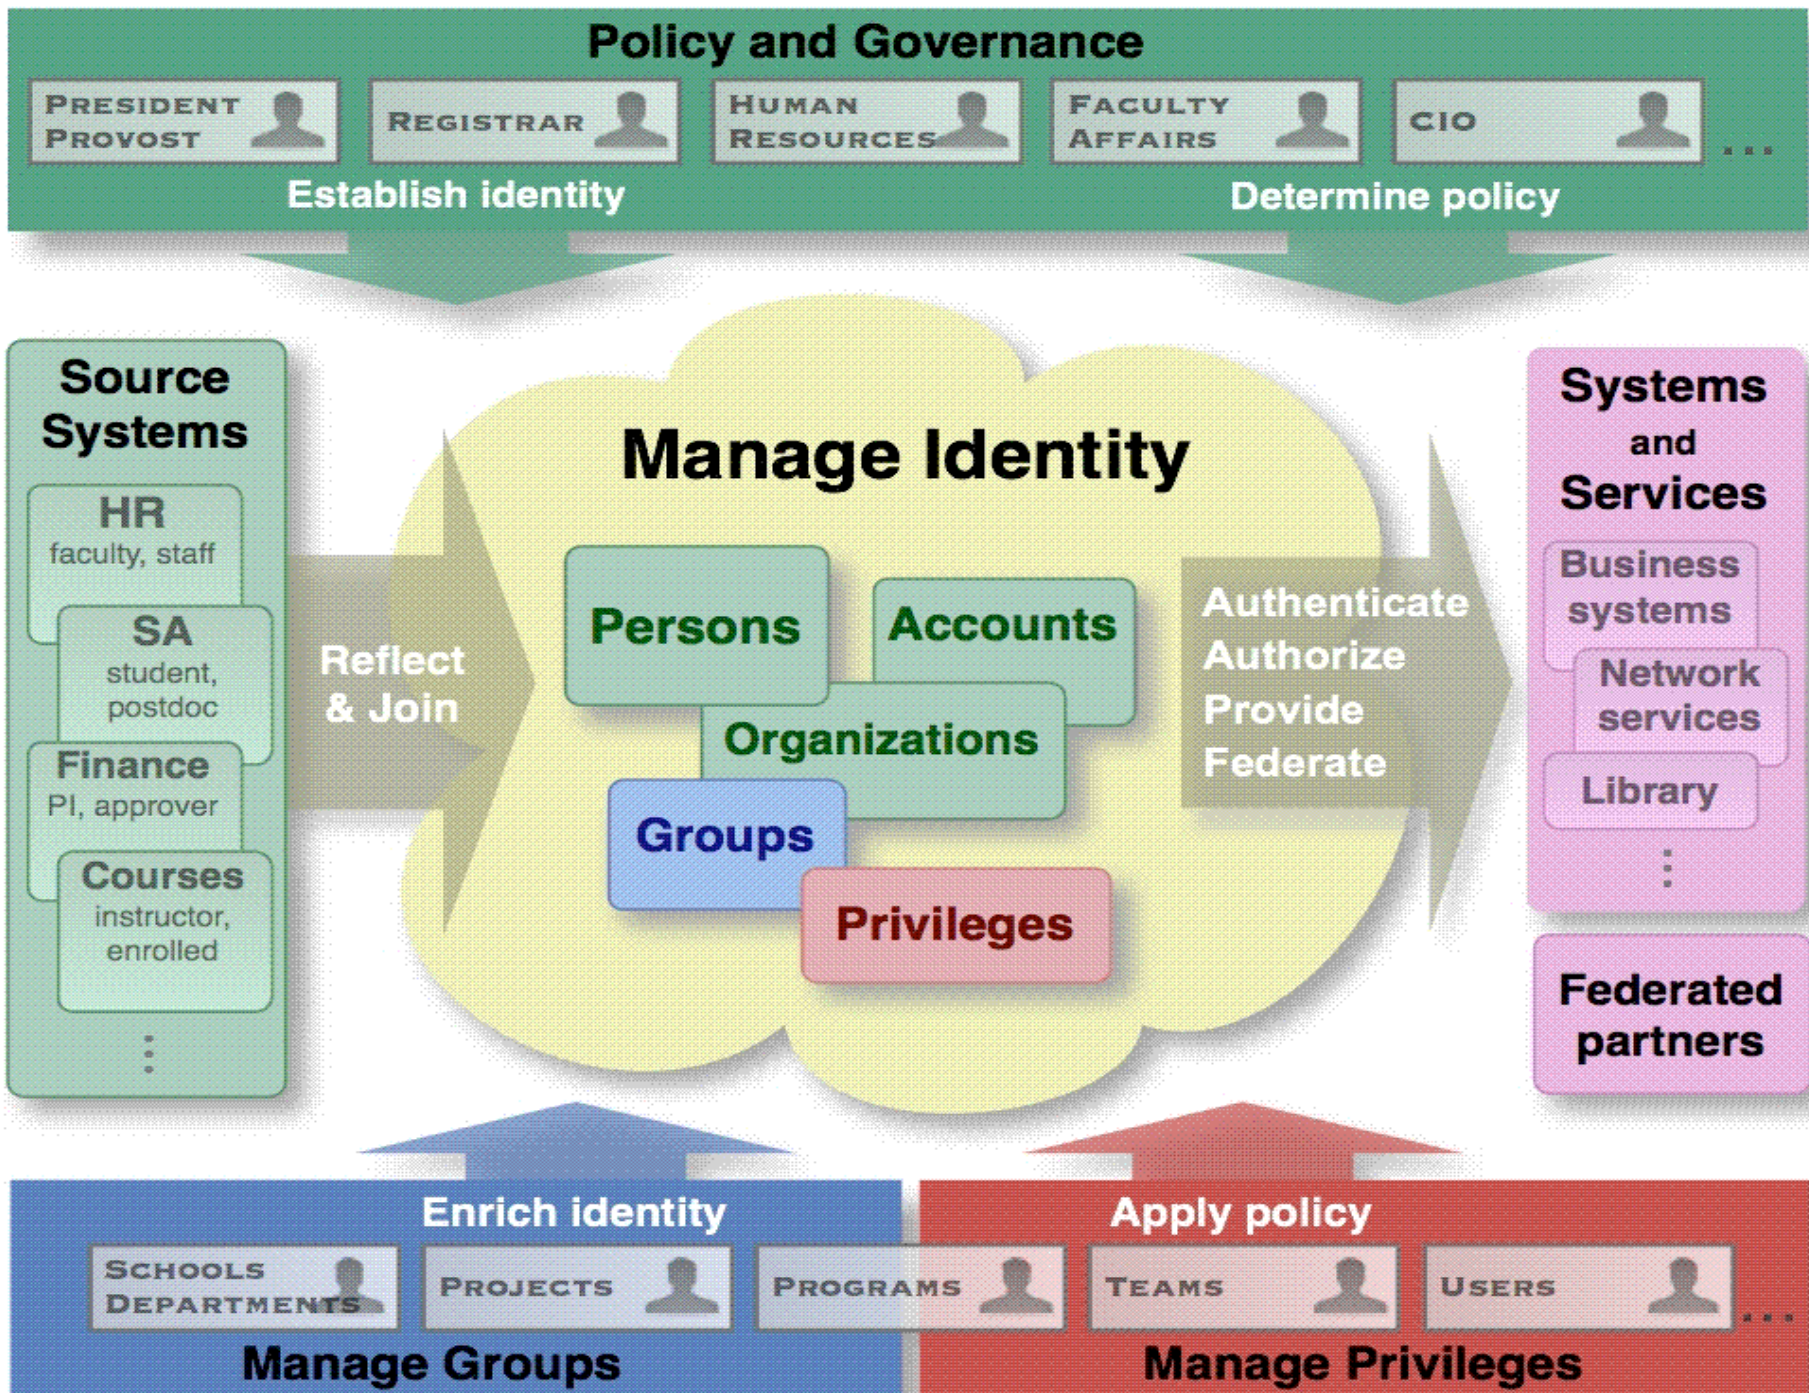 Policy and Governance
PRESIDENT
PROVOST
REGISTRAR
HUMAN
RESOURCES
FACULTY
AFFAIRS
CIO
...
Establish identity
Determine policy
Source
Systems
HR
faculty, staff
SA
student,
postdoc
Finance
PI, approver
Courses
instructor,
enrolled
Reflect
& Join
Manage Identity
Persons
Accounts
Organizations
Groups
Privileges
Authenticate
Authorize
Provide
Federate
Systems
and
Services
Business
systems
Network
services
Library
Federated
partners
Enrich identity
SCHOOLS
DEPARTMENTS
PROJECTS
PROGRAMS
Manage Groups
Apply policy
TEAMS
USERS
...
Manage Privileges